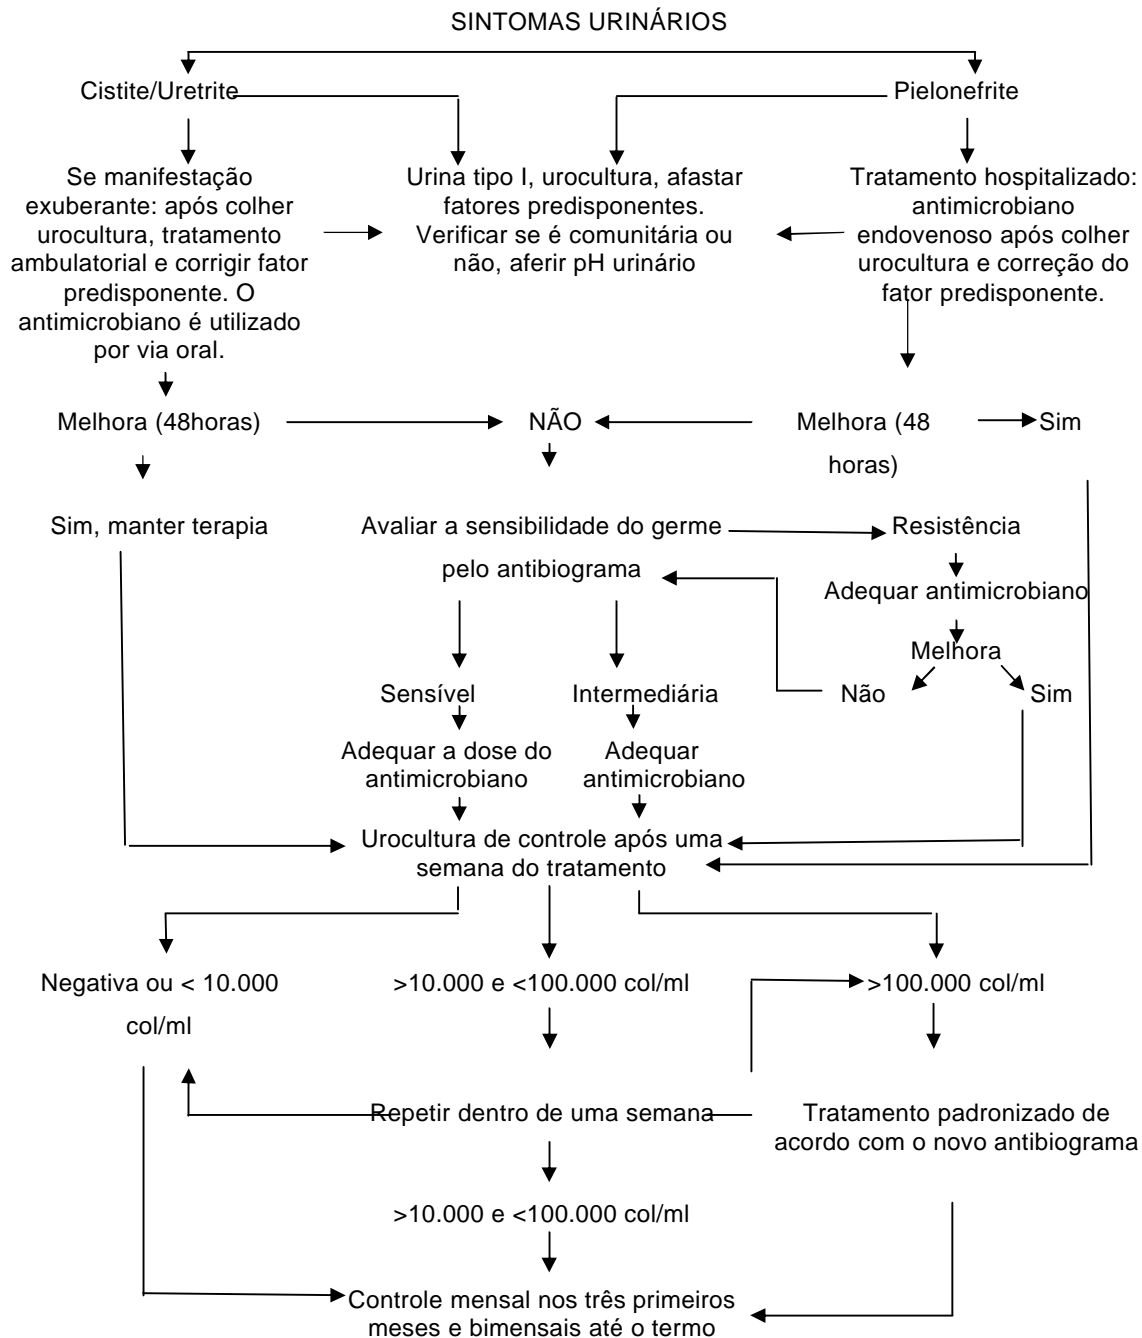 SINTOMAS URINÁRIOS
Cistite/Uretrite
Pielonefrite
Se manifestação
exuberante: após colher
urocultura, tratamento
ambulatorial e corrigir fator
predisponente. O
antimicrobiano é utilizado
por via oral.
Urina tipo I, urocultura, afastar
fatores predisponentes.
Verificar se é comunitária ou
não, aferir pH urinário
Tratamento hospitalizado:
antimicrobiano
endovenoso após colher
urocultura e correção do
fator predisponente.
Melhora (48horas)
NÃO
Melhora (48
horas)
Sim
Sim, manter terapia
Avaliar a sensibilidade do germe
pelo antibiograma
Resistência
Adequar antimicrobiano
Melhora
Não
Sim
Sensível
Intermediária
Adequar a dose do
antimicrobiano
Adequar
antimicrobiano
Urocultura de controle após uma
semana do tratamento
Negativa ou < 10.000
col/ml
>10.000 e <100.000 col/ml
>100.000 col/ml
Repetir dentro de uma semana
Tratamento padronizado de
acordo com o novo antibiograma
>10.000 e <100.000 col/ml
Controle mensal nos três primeiros
meses e bimensais até o termo